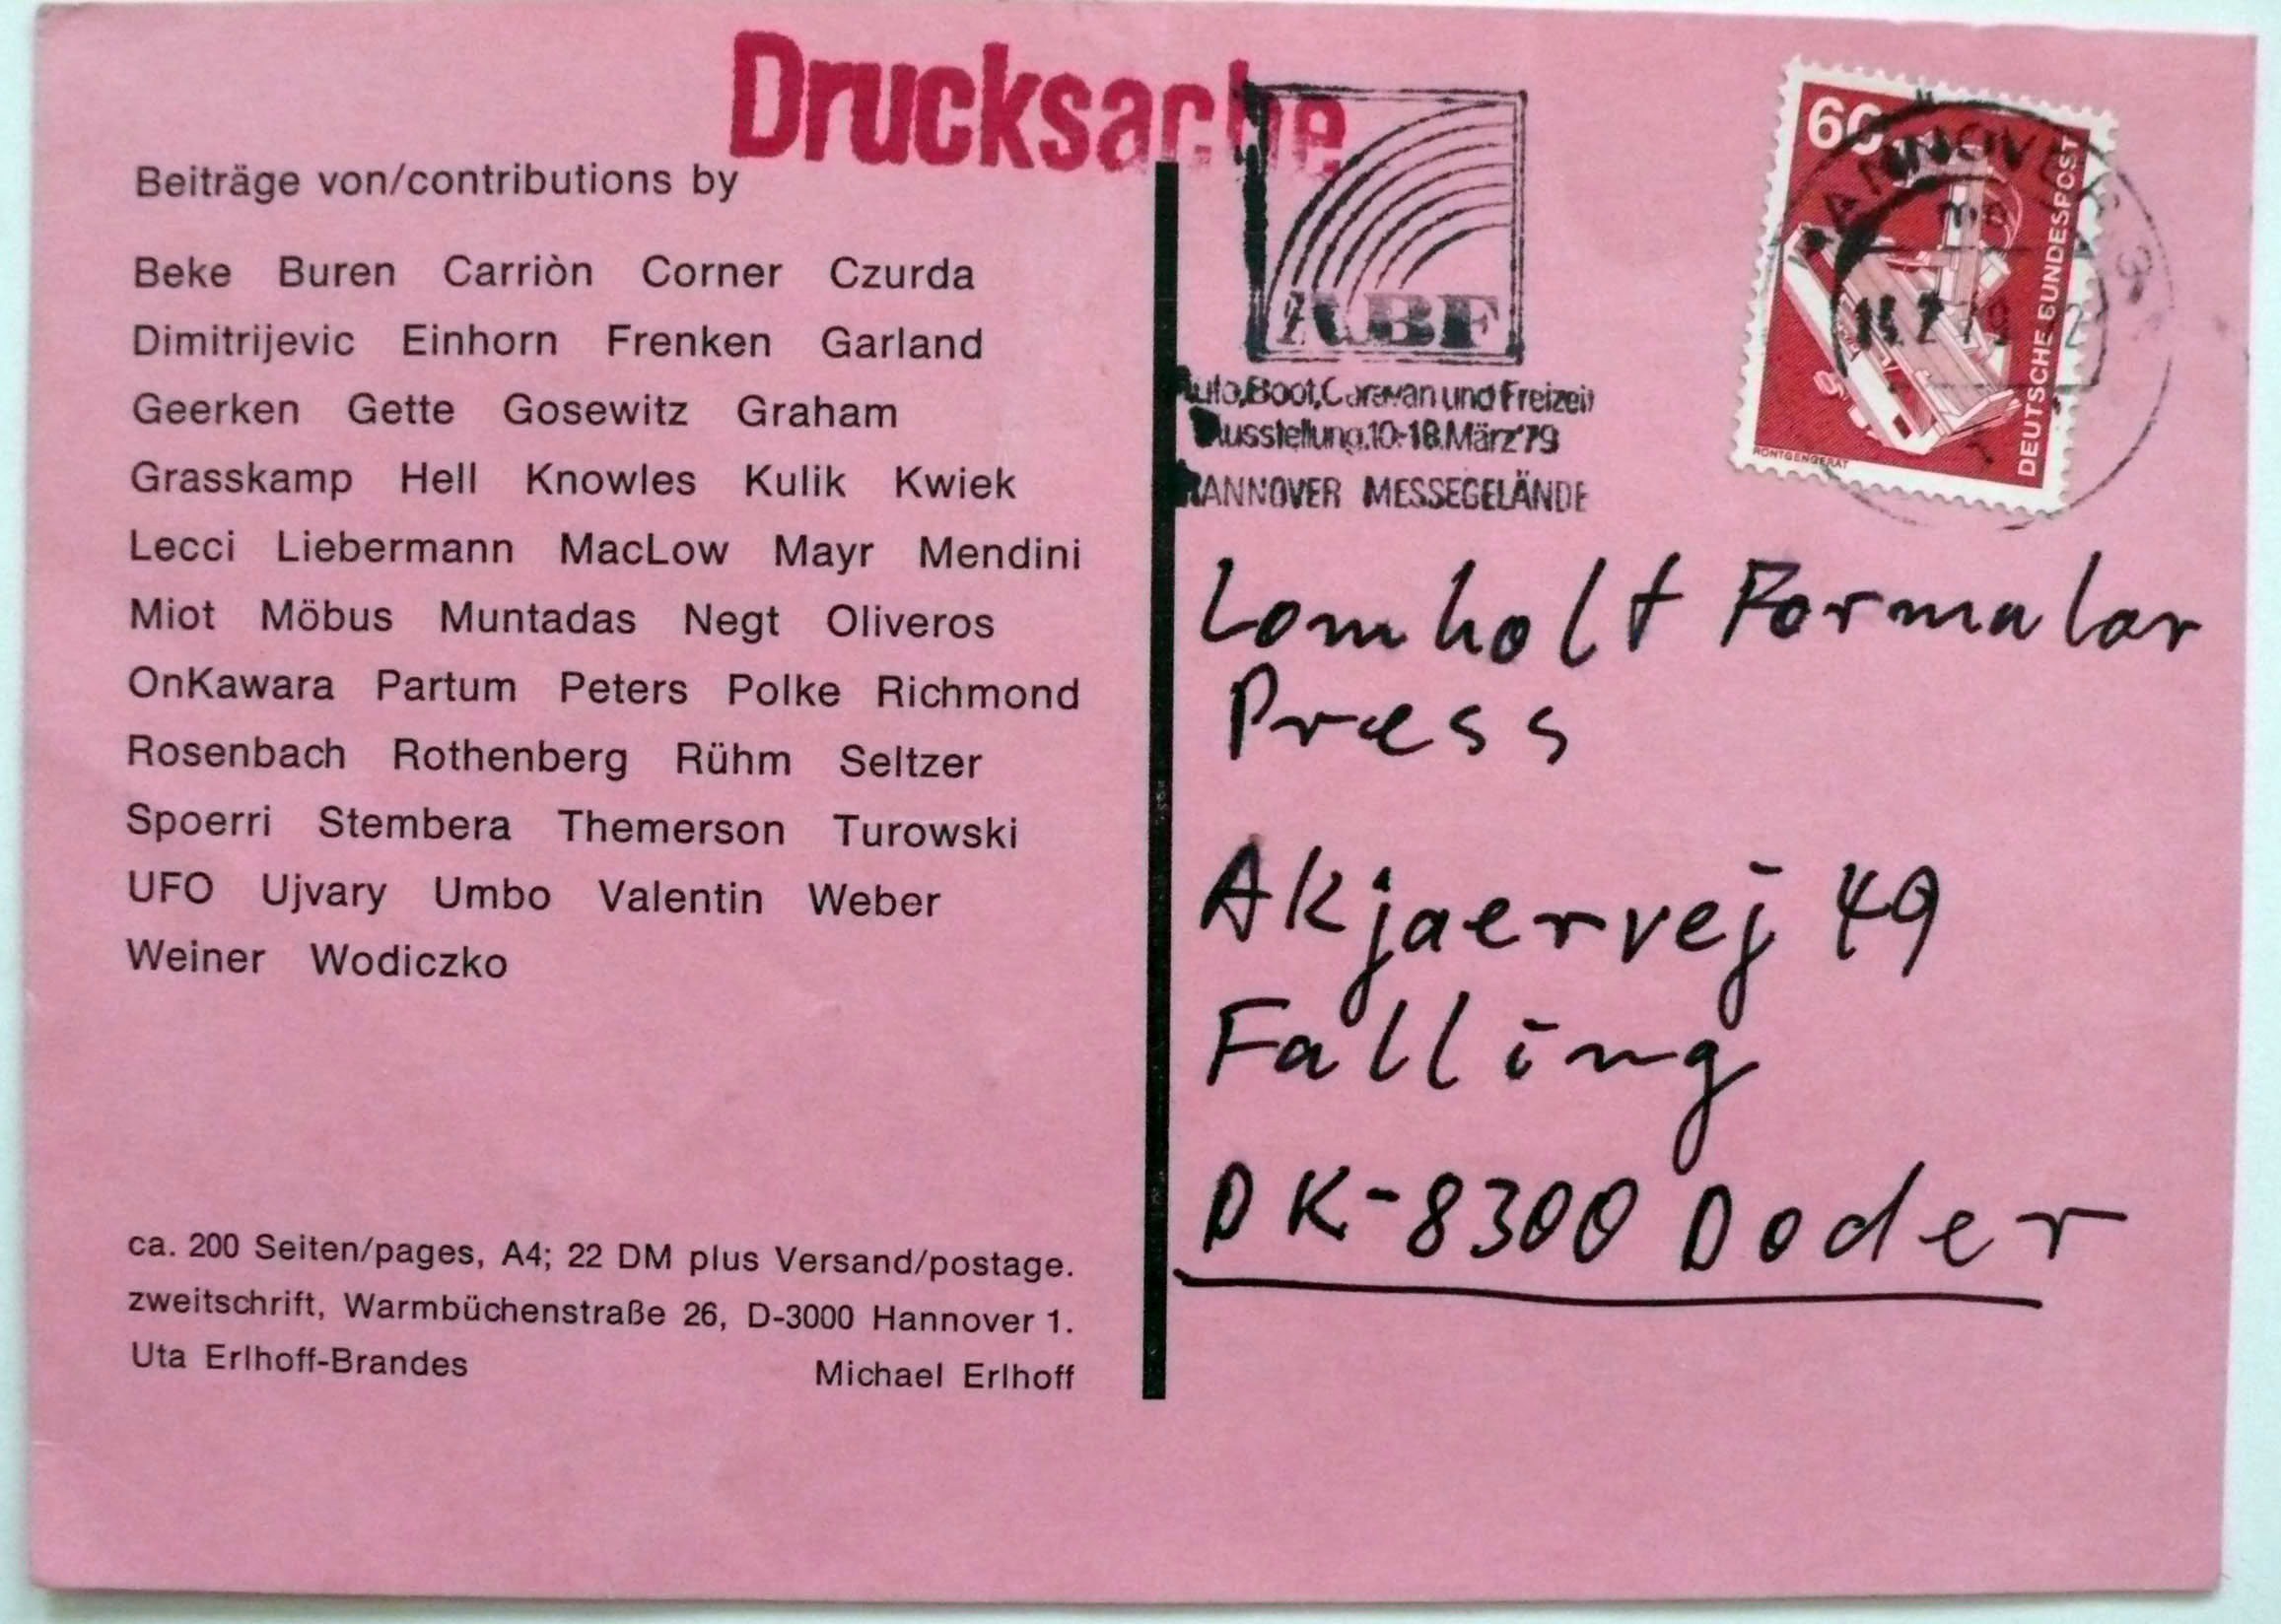 Drucksache
Beiträge von/contributions by
Beke Buren Carriòn Corner Czurda
Dimitrijevic Einhorn Frenken Garland
Geerken Gette Gosewitz Graham
Grasskamp Hell Knowles Kulik Kwiek
Lecci Liebermann MacLow Mayr Mendini
Miot Möbus Muntadas Negt Oliveros
OnKawara Partum Peters Polke Richmond
Rosenbach Rothenberg Rühm Seltzer
Spoerri Stembera Themerson Turowski
UFO Ujvary Umbo Valentin Weber
Weiner Wodiczko
ca. 200 Seiten/pages, A4; 22 DM plus Versand/postage.
zweitschrift, Warmbüchenstraße 26, D-3000 Hannover 1.
Uta Erlhoff-Brandes Michael Erlhoff
ABF
Auto, Boot, Caravan und Freizeit
Ausstellung. 10.-18. März '79
HANNOVER MESSEGELÄNDE
60
DEUTSCHE BUNDESPOST
RÖNTGENGERÄT
HANNOVER
Lomholt Formular
Press
Akjaervej 49
Falling
DK-8300 Doder